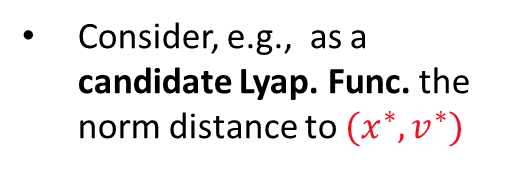 • Consider, e.g., as a
candidate Lyap. Func. the
norm distance to (x*, v*)